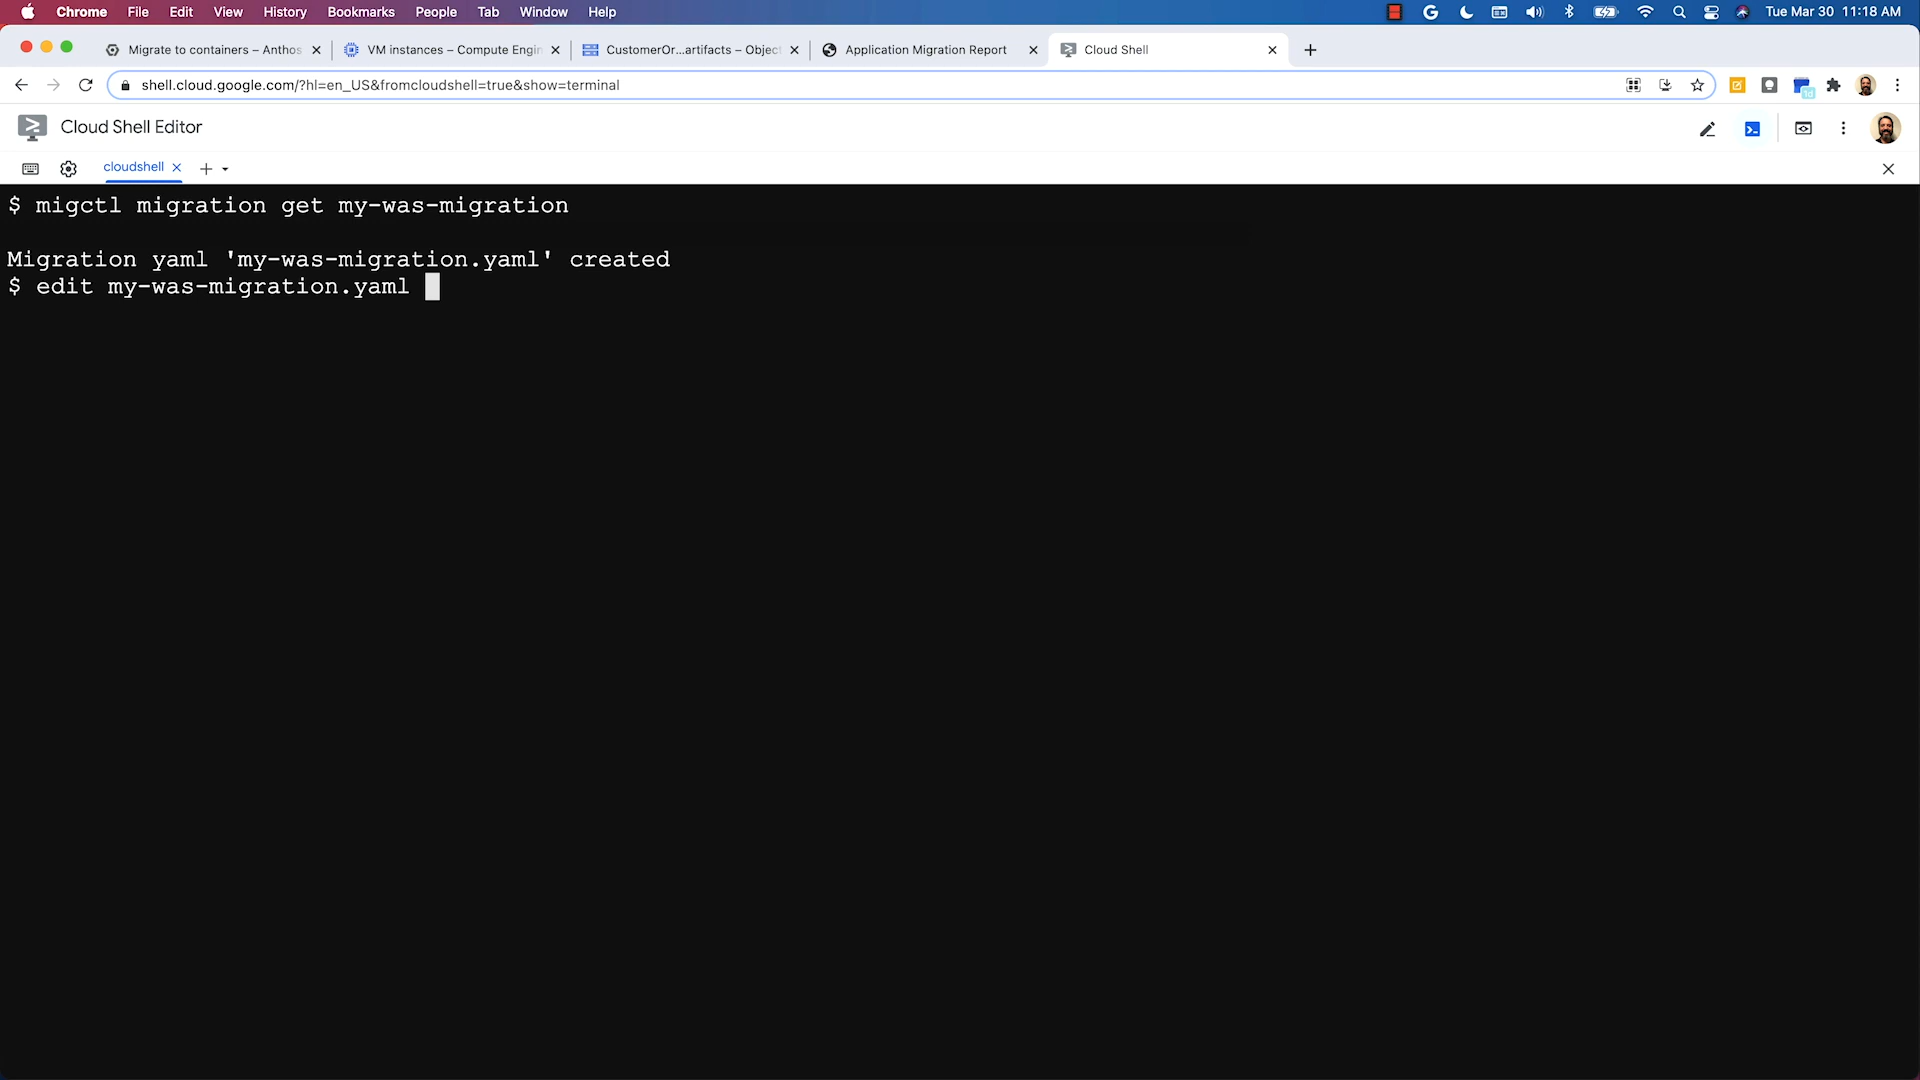 Chrome File Edit View History Bookmarks People Tab Window Help Tue Mar 30 11:18 AM
Migrate to containers – Anthos VM instances – Compute Engin CustomerOr...artifacts – Object Application Migration Report Cloud Shell
shell.cloud.google.com/?hl=en_US&fromcloudshell=true&show=terminal
Cloud Shell Editor
cloudshell
$ migctl migration get my-was-migration
Migration yaml 'my-was-migration.yaml' created
$ edit my-was-migration.yaml